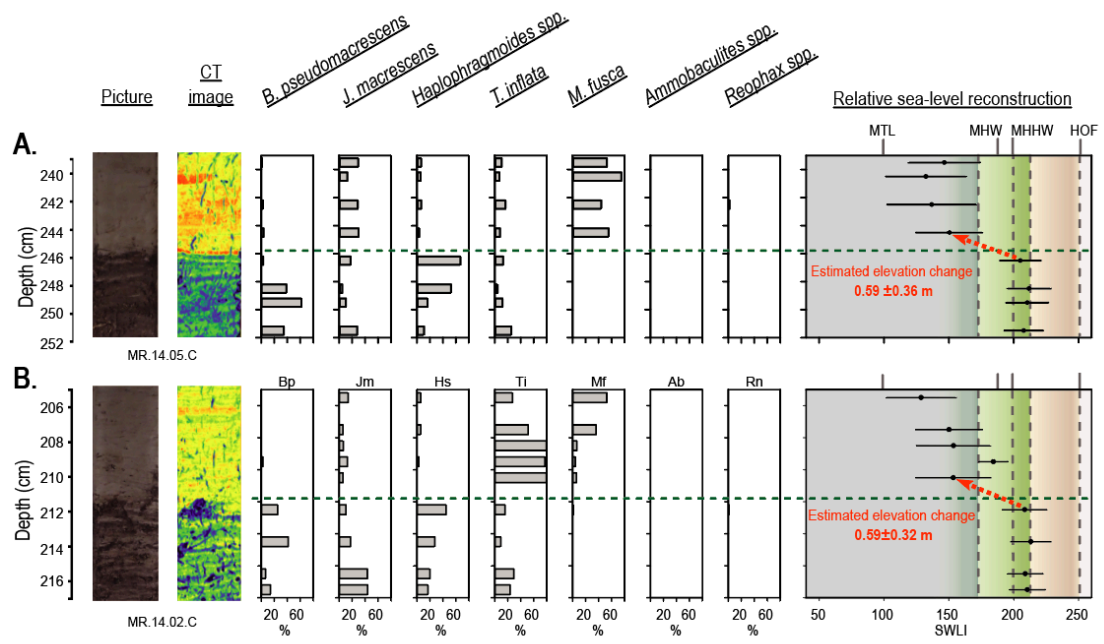 B. pseudomacrescens
J. macrescens
Haplophragmoides spp.
T. inflata
M. fusca
Ammobaculites spp.
Reophax spp.
Picture
CT
image
Relative sea-level reconstruction
MTL
MHW
MHHW
HOF
A.
Depth (cm)
240
242
244
246
248
250
252
Estimated elevation change
0.59 ±0.36 m
MR.14.05.C
B.
Bp
Jm
Hs
Ti
Mf
Ab
Rn
Depth (cm)
206
208
210
212
214
216
Estimated elevation change
0.59±0.32 m
MR.14.02.C
20 60
20 60
20 60
20 60
20 60
20 60
20 60
50
100
150
200
250
%
%
%
%
%
%
%
SWLI